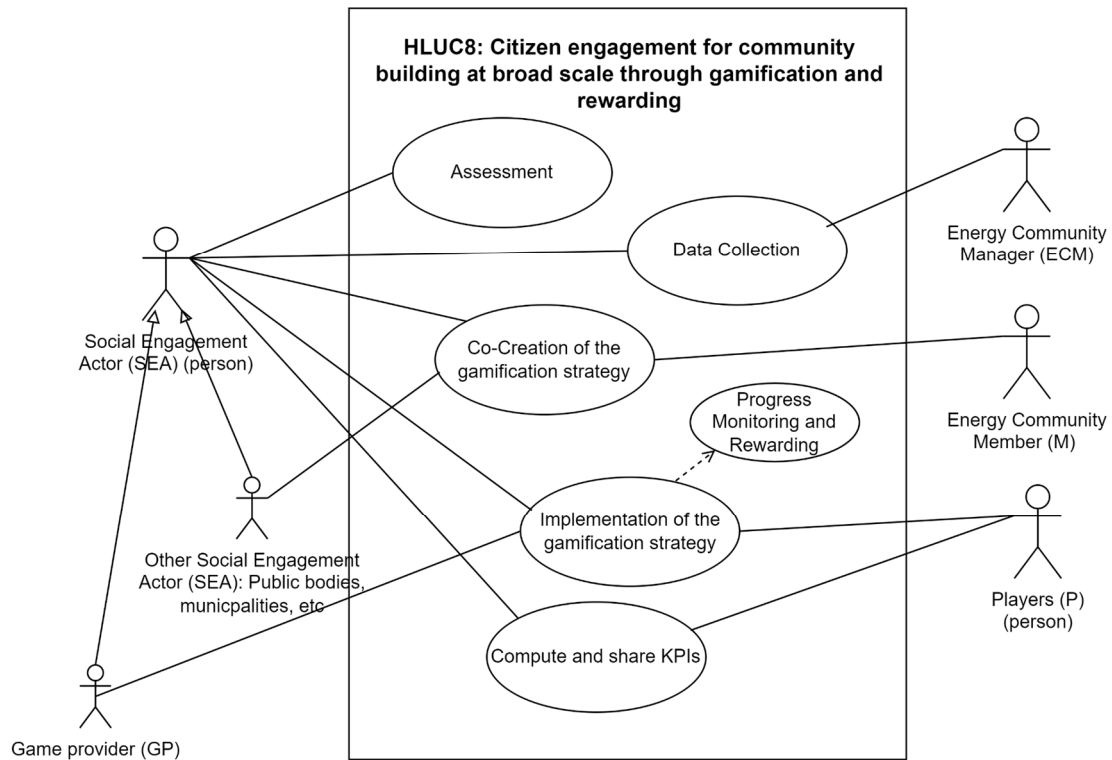 HLUC8: Citizen engagement for community
building at broad scale through gamification and
rewarding
Assessment
Data Collection
Energy Community
Manager (ECM)
Social Engagement
Actor (SEA) (person)
Co-Creation of the
gamification strategy
Progress
Monitoring and
Rewarding
Energy Community
Member (M)
Implementation of the
gamification strategy
Other Social Engagement
Actor (SEA): Public bodies,
municpalities, etc
Players (P)
(person)
Compute and share KPIs
Game provider (GP)